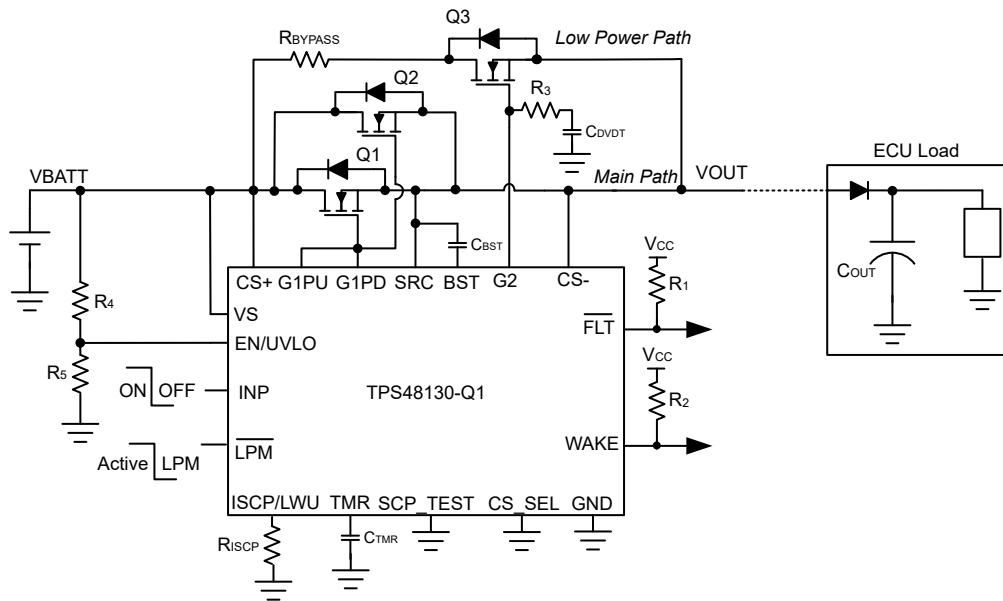 Q3
RBYPASS
Low Power Path
Q2
R3
CDVDT
Q1
VBATT
Main Path
VOUT
ECU Load
CBST
VCC
COUT
CS+ G1PU G1PD SRC BST G2 CS-
R1
R4
VS
FLT
EN/UVLO
VCC
R5
ON OFF
INP
TPS48130-Q1
R2
WAKE
LPM
Active LPM
ISCP/LWU TMR SCP_TEST CS_SEL GND
RISCP
CTMR